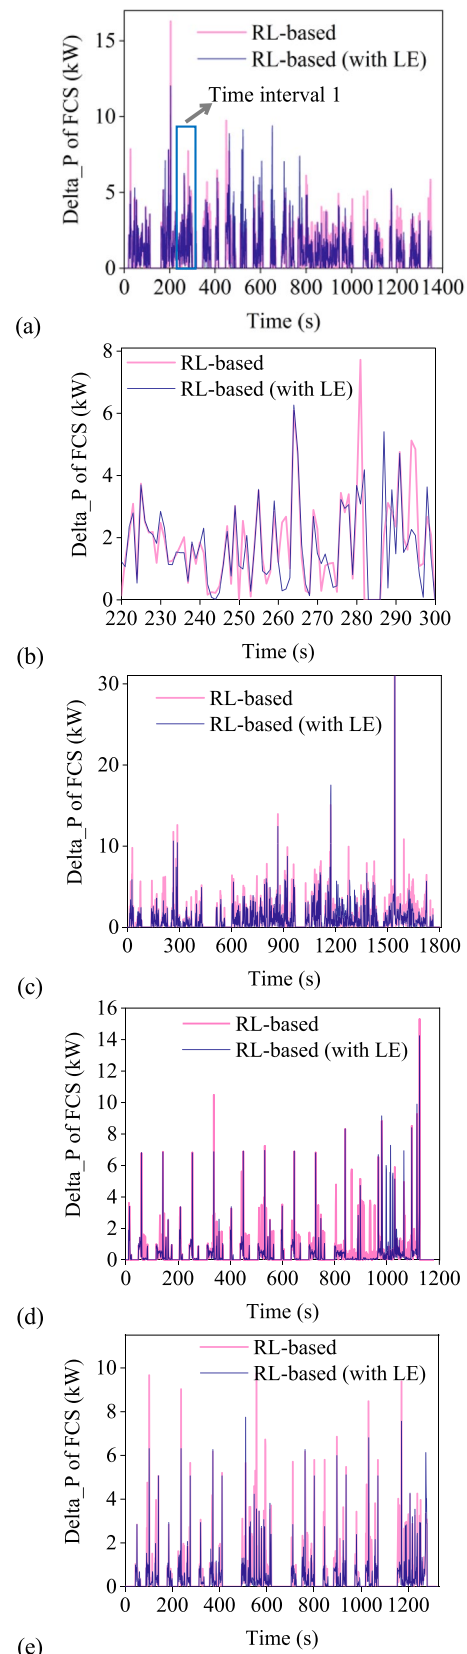 RL-based
RL-based (with LE)
Time interval 1
Delta_P of FCS (kW)
15
10
5
0
0 200 400 600 800 1000 1200 1400
Time (s)
(a)
RL-based
RL-based (with LE)
Delta_P of FCS (kW)
8
6
4
2
0
220 230 240 250 260 270 280 290 300
Time (s)
(b)
RL-based
RL-based (with LE)
Delta_P of FCS (kW)
30
20
10
0
0 300 600 900 1200 1500 1800
Time (s)
(c)
RL-based
RL-based (with LE)
Delta_P of FCS (kW)
16
14
12
10
8
6
4
2
0
0 200 400 600 800 1000 1200
Time (s)
(d)
RL-based
RL-based (with LE)
Delta_P of FCS (kW)
10
8
6
4
2
0
0 200 400 600 800 1000 1200
Time (s)
(e)